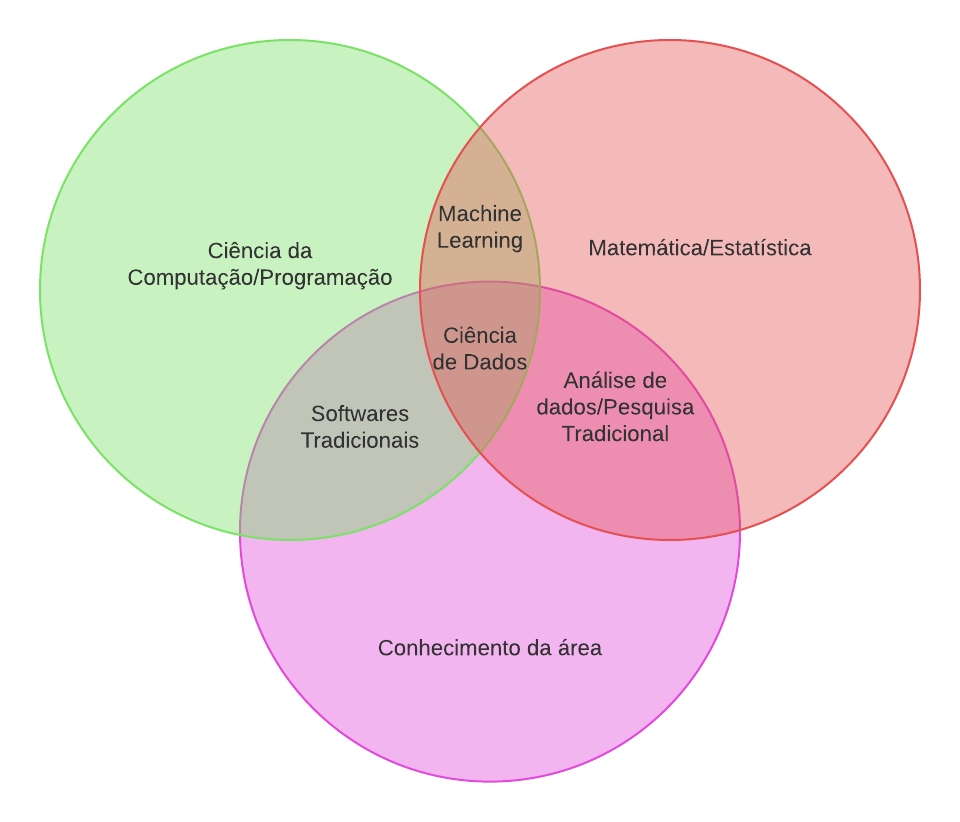 Ciência da
Computação/Programação
Machine
Learning
Matemática/Estatística
Ciência
de Dados
Softwares
Tradicionais
Análise de
dados/Pesquisa
Tradicional
Conhecimento da área